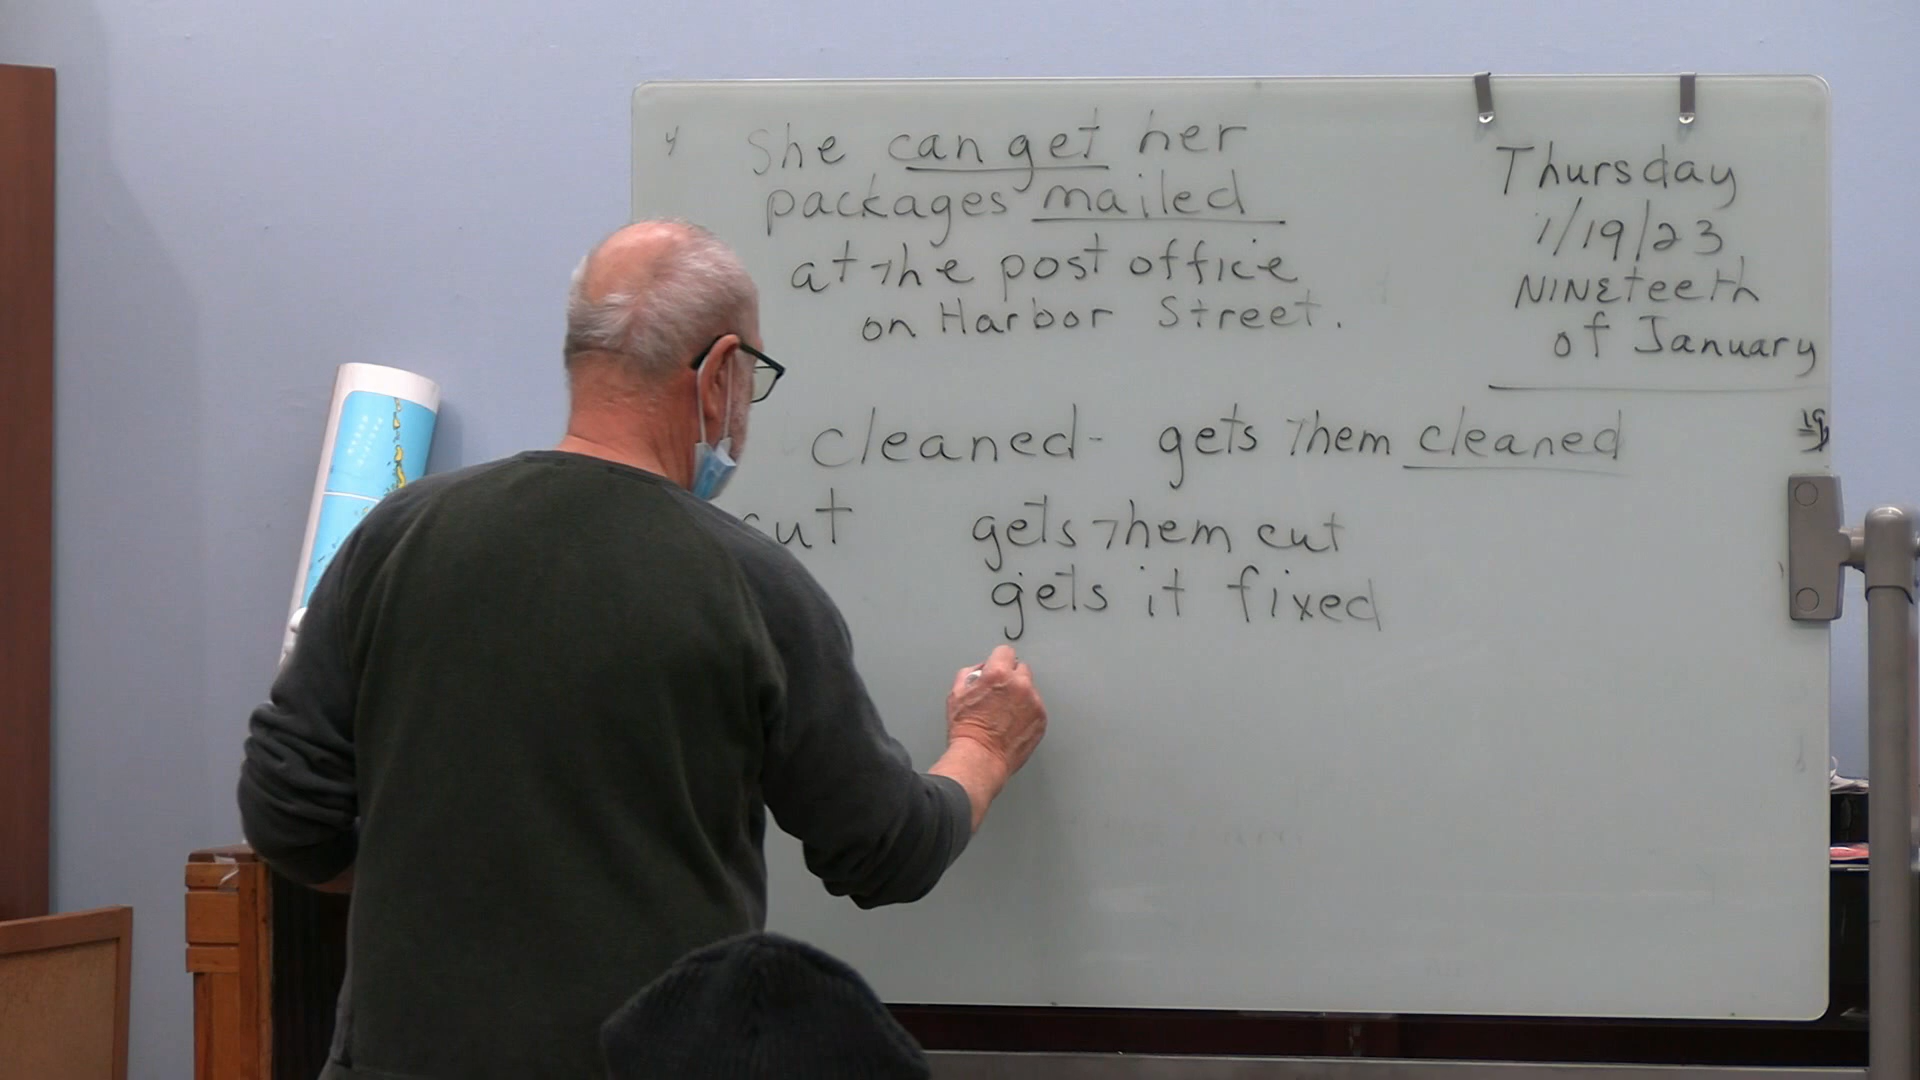 She can get her
packages mailed
at the post office
on Harbor Street.
Thursday
1/19/23
NINEteeth
of January
cleaned - gets them cleaned
19
cut gets them cut
gets it fixed